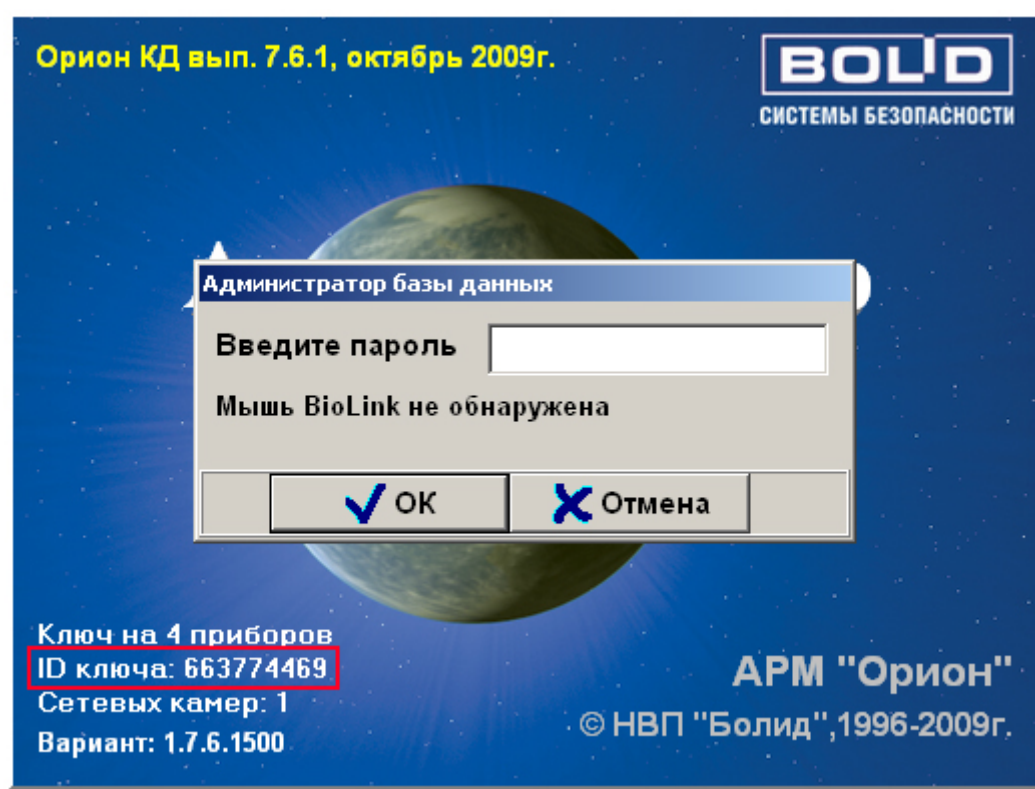 Орион КД вып. 7.6.1, октябрь 2009г.
BOLID
СИСТЕМЫ БЕЗОПАСНОСТИ
Администратор базы данных
Введите пароль
Мышь BioLink не обнаружена
ОК
Отмена
Ключ на 4 приборов
ID ключа: 663774469
Сетевых камер: 1
Вариант: 1.7.6.1500
АРМ "Орион"
© НВП "Болид",1996-2009г.